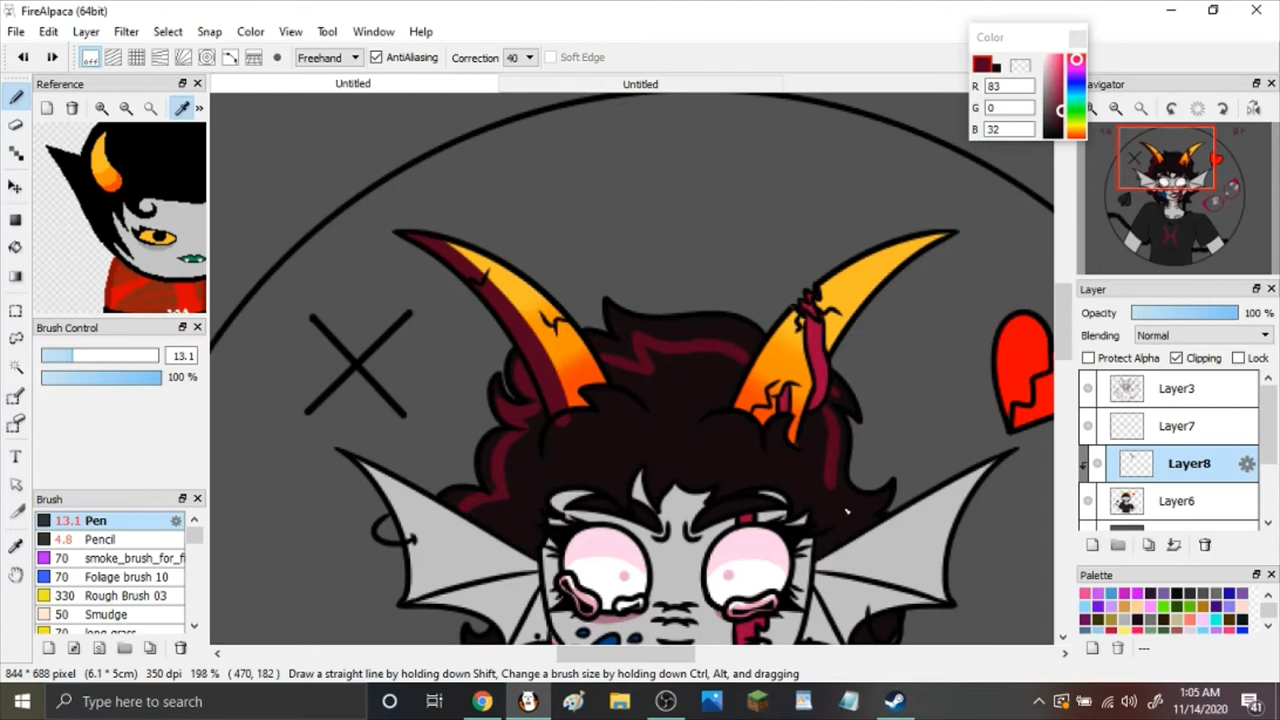 FireAlpaca (64bit)
File Edit Layer Filter Select Snap Color View Tool Window Help
off Freehand AntiAliasing Correction 40 Soft Edge
Color
R 83
G 0
B 32
Reference
Untitled Untitled
Navigator
Brush Control
13.1
100 %
Brush
13.1 Pen
4.8 Pencil
70 smoke_brush_for_fi
70 Foliage brush 10
330 Rough Brush 03
50 Smudge
70 long grass
Layer
Opacity 100 %
Blending Normal
Protect Alpha Clipping Lock
Layer3
Layer7
Layer8
Layer6
Palette
---
844 * 688 pixel (6.1 * 5cm) 350 dpi 198 % ( 470, 182 ) Draw a straight line by holding down Shift, Change a brush size by holding down Ctrl, Alt, and dragging
Type here to search
1:05 AM
11/14/2020
41